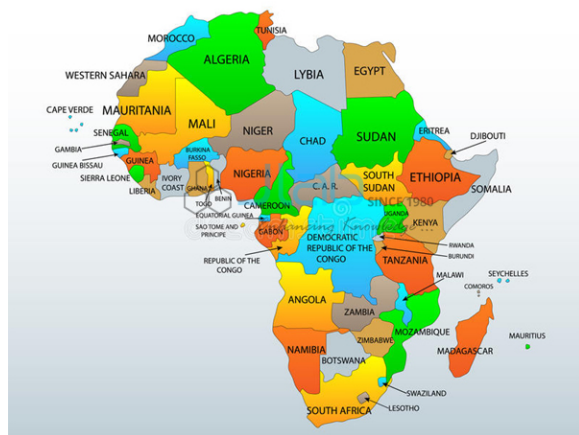 TUNISIA
MOROCCO
ALGERIA
LYBIA
EGYPT
WESTERN SAHARA
MAURITANIA
MALI
NIGER
CHAD
SUDAN
ERITREA
DJIBOUTI
CAPE VERDE
SENEGAL
GAMBIA
GUINEA BISSAU
GUINEA
SIERRA LEONE
LIBERIA
BURKINA
FASSO
IVORY
COAST
GHANA
TOGO
BENIN
NIGERIA
CAMEROON
C. A. R.
SOUTH
SUDAN
ETHIOPIA
SOMALIA
SINCE 1980
EQUATORIAL GUINEA
SAO TOME AND
PRINCIPE
GABON
REPUBLIC OF THE
CONGO
DEMOCRATIC
REPUBLIC OF THE
CONGO
UGANDA
KENYA
RWANDA
BURUNDI
TANZANIA
MALAWI
SEYCHELLES
COMOROS
ANGOLA
ZAMBIA
MOZAMBIQUE
ZIMBABWE
MAURITIUS
MADAGASCAR
NAMIBIA
BOTSWANA
SWAZILAND
SOUTH AFRICA
LESOTHO